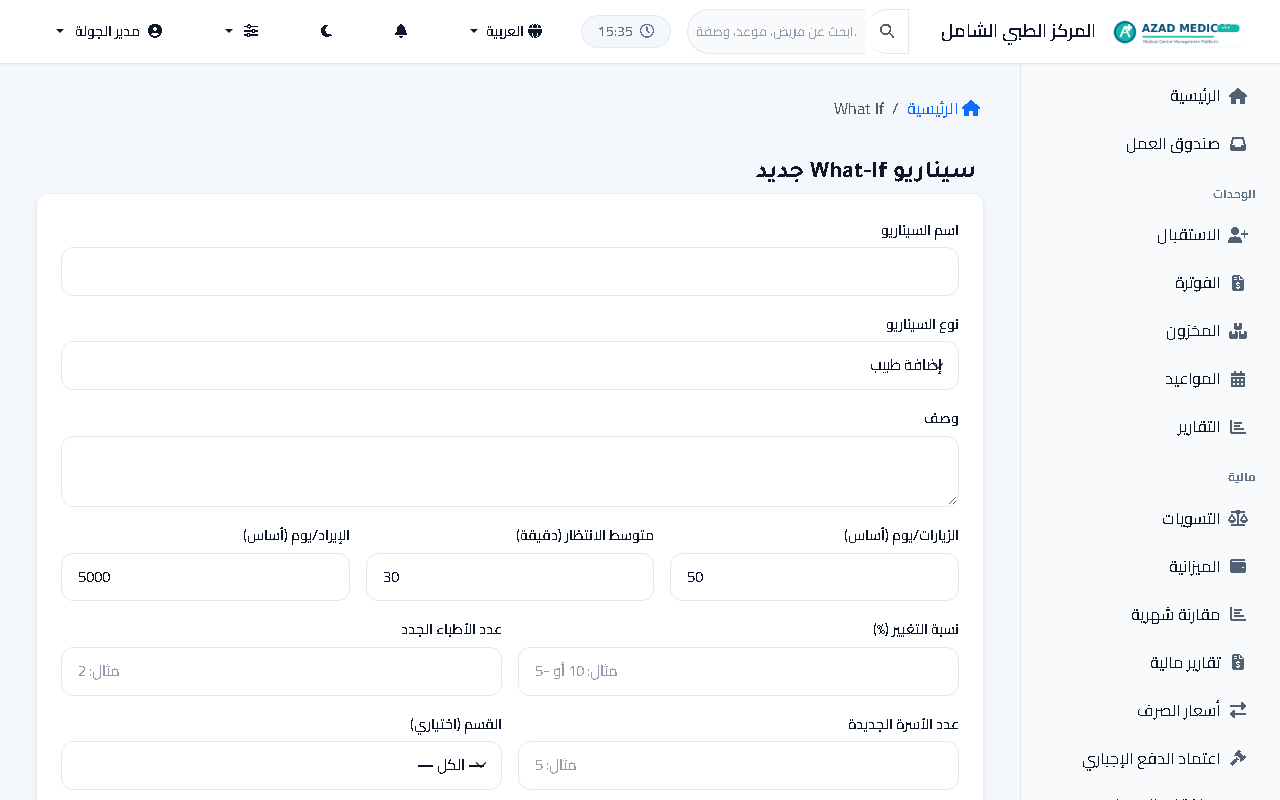 AZAD MEDIC
Medical Centre Management Platform
المركز الطبي الشامل
ابحث عن مريض، موعد، وصفة.
15:35
العربية
مدير الجولة
الرئيسية
صندوق العمل
الوحدات
الاستقبال
الفوترة
المخزون
المواعيد
التقارير
مالية
التسويات
الميزانية
مقارنة شهرية
تقارير مالية
أسعار الصرف
اعتماد الدفع الإجباري
الرئيسية / What If
سيناريو What-If جديد
اسم السيناريو
نوع السيناريو
إضافة طبيب
وصف
الزيارات/يوم (أساس)
متوسط الانتظار (دقيقة)
الإيراد/يوم (أساس)
50
30
5000
نسبة التغيير (%)
عدد الأطباء الجدد
مثال: 10 أو -5
مثال: 2
عدد الأسرة الجديدة
القسم (اختياري)
مثال: 5
— الكل —